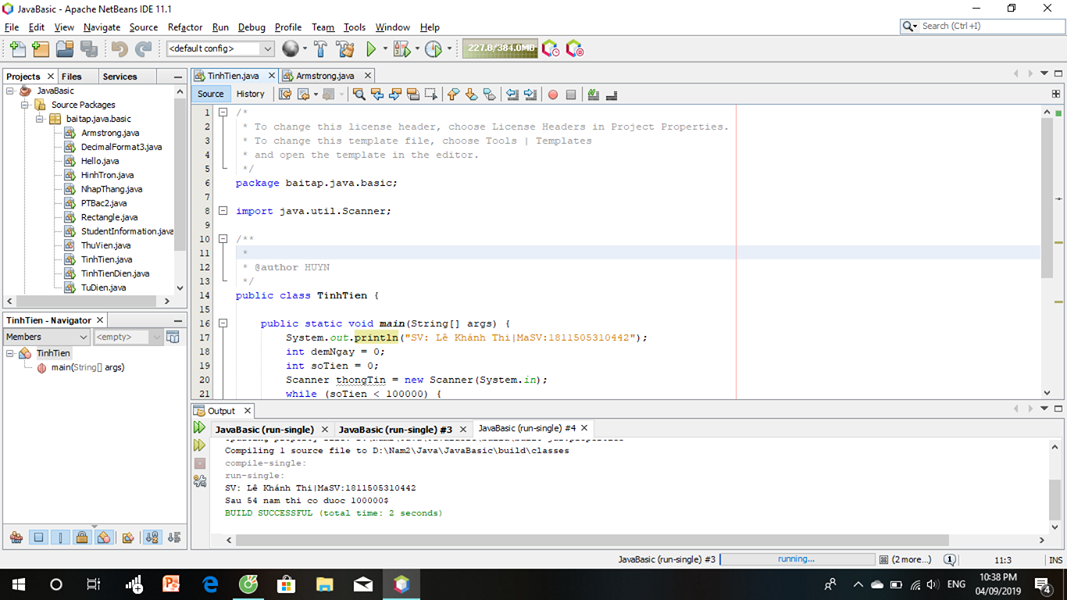 JavaBasic - Apache NetBeans IDE 11.1
File Edit View Navigate Source Refactor Run Debug Profile Team Tools Window Help
Search (Ctrl+I)
<default config>
227.0/384.0MB
Projects Files Services
JavaBasic
Source Packages
baitap.java.basic
Armstrong.java
DecimalFormat3.java
Hello.java
HinhTron.java
NhapThang.java
PTBac2.java
Rectangle.java
StudentInformation.java
ThuVien.java
TinhTien.java
TinhTienDien.java
TuDien.java
TinhTien - Navigator
Members <empty>
TinhTien
main(String[] args)
TinhTien.java Armstrong.java
Source History
1 /*
2 * To change this license header, choose License Headers in Project Properties.
3 * To change this template file, choose Tools | Templates
4 * and open the template in the editor.
5 */
6 package baitap.java.basic;
7
8 import java.util.Scanner;
9
10 /**
11 *
12 * @author HUYN
13 */
14 public class TinhTien {
15
16 public static void main(String[] args) {
17 System.out.println("SV: Lê Khánh Thi|MaSV:1811505310442");
18 int demNgay = 0;
19 int soTien = 0;
20 Scanner thongTin = new Scanner(System.in);
21 while (soTien < 100000) {
Output
JavaBasic (run-single) JavaBasic (run-single) #3 JavaBasic (run-single) #4
Compiling 1 source file to D:\Nam2\Java\JavaBasic\build\classes
compile-single:
run-single:
SV: Lê Khánh Thi|MaSV:1811505310442
Sau 54 nam thi co duoc 100000$
BUILD SUCCESSFUL (total time: 2 seconds)
JavaBasic (run-single) #3 running... (2 more...) 1 11:3 INS
ENG
10:38 PM
04/09/2019
4